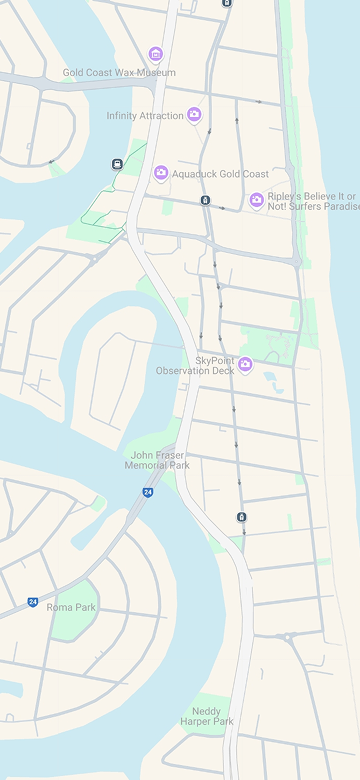 Gold Coast Wax Museum
Infinity Attraction
Aquaduck Gold Coast
Ripley's Believe It or
Not! Surfers Paradise
SkyPoint
Observation Deck
John Fraser
Memorial Park
24
24
Roma Park
Neddy
Harper Park